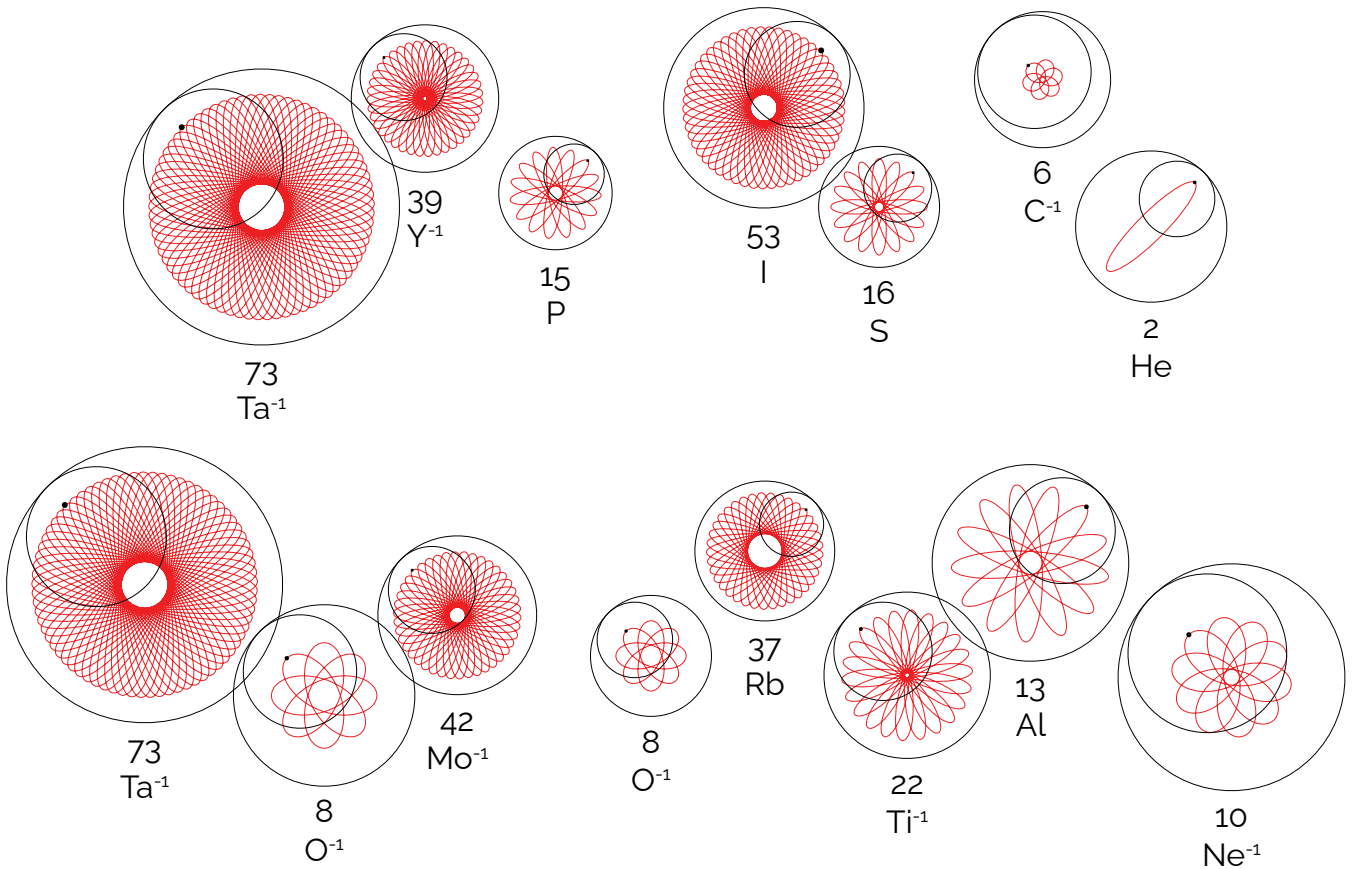 73
Ta⁻¹
39
Y⁻¹
15
P
53
I
16
S
6
C⁻¹
2
He
73
Ta⁻¹
8
O⁻¹
42
Mo⁻¹
8
O⁻¹
37
Rb
22
Ti⁻¹
13
Al
10
Ne⁻¹